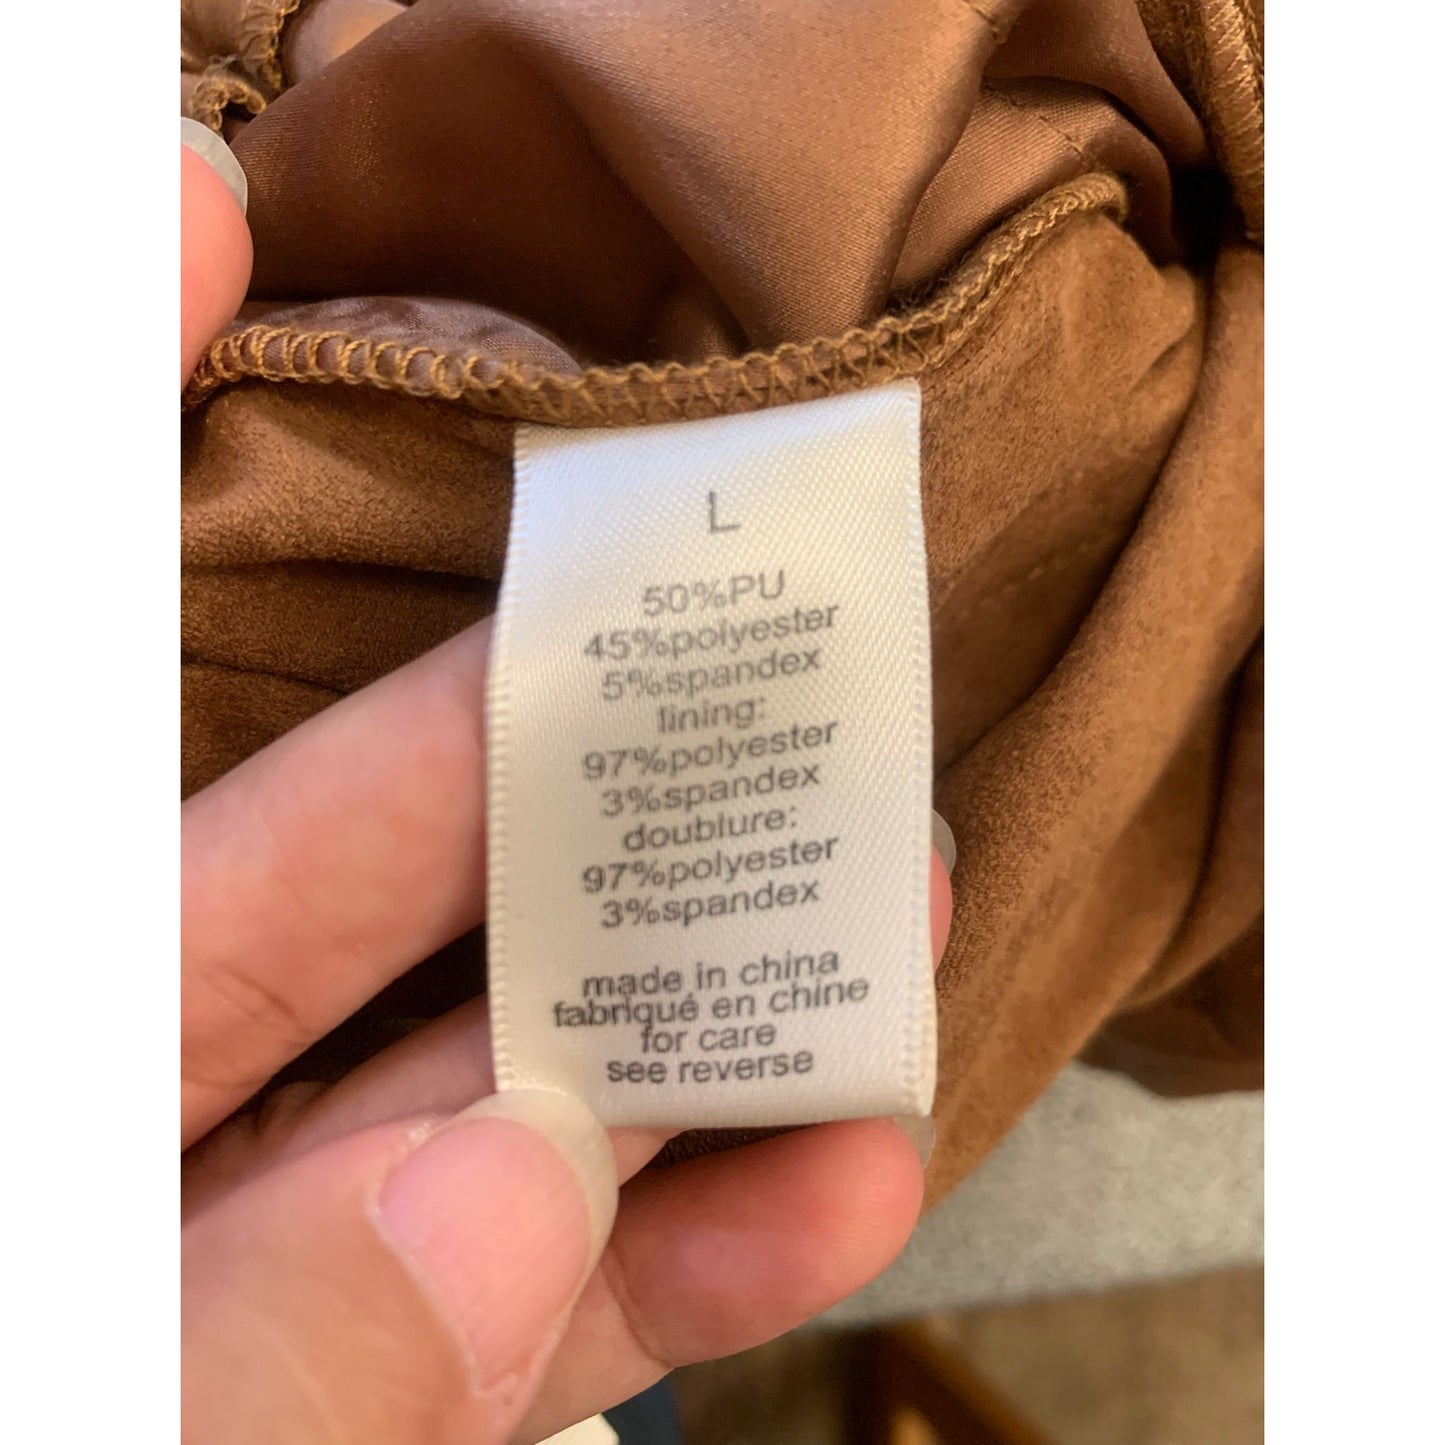 L
50%PU
45%polyester
5%spandex
lining:
97%polyester
3%spandex
doublure:
97%polyester
3%spandex
made in china
fabriqué en chine
for care
see reverse